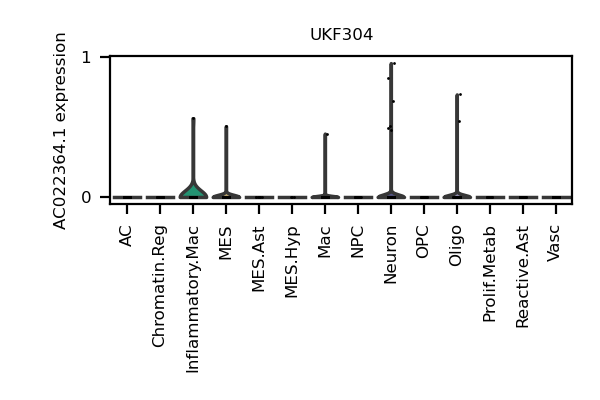 UKF304
AC022364.1 expression
1
0
AC
Chromatin.Reg
Inflammatory.Mac
MES
MES.Ast
MES.Hyp
Mac
NPC
Neuron
OPC
Oligo
Prolif.Metab
Reactive.Ast
Vasc